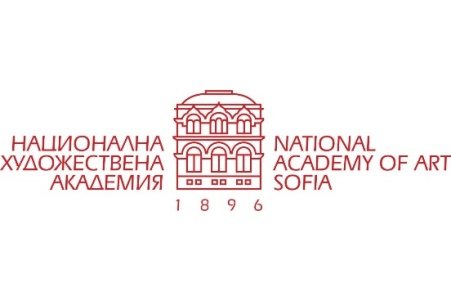 НАЦИОНАЛНА
ХУДОЖЕСТВЕНА
АКАДЕМИЯ
NATIONAL
ACADEMY OF ART
SOFIA
1896